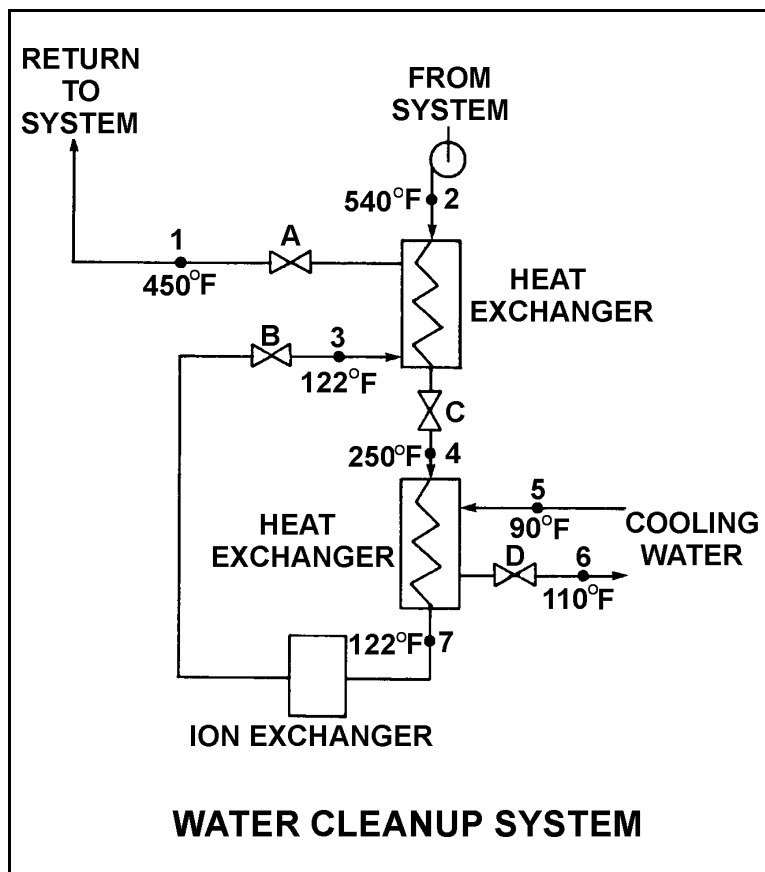 RETURN
TO
SYSTEM
FROM
SYSTEM
540°F 2
1
A
450°F
HEAT
EXCHANGER
B
3
122°F
C
250°F 4
HEAT
EXCHANGER
5
90°F
COOLING
WATER
D
6
110°F
122°F 7
ION EXCHANGER
WATER CLEANUP SYSTEM